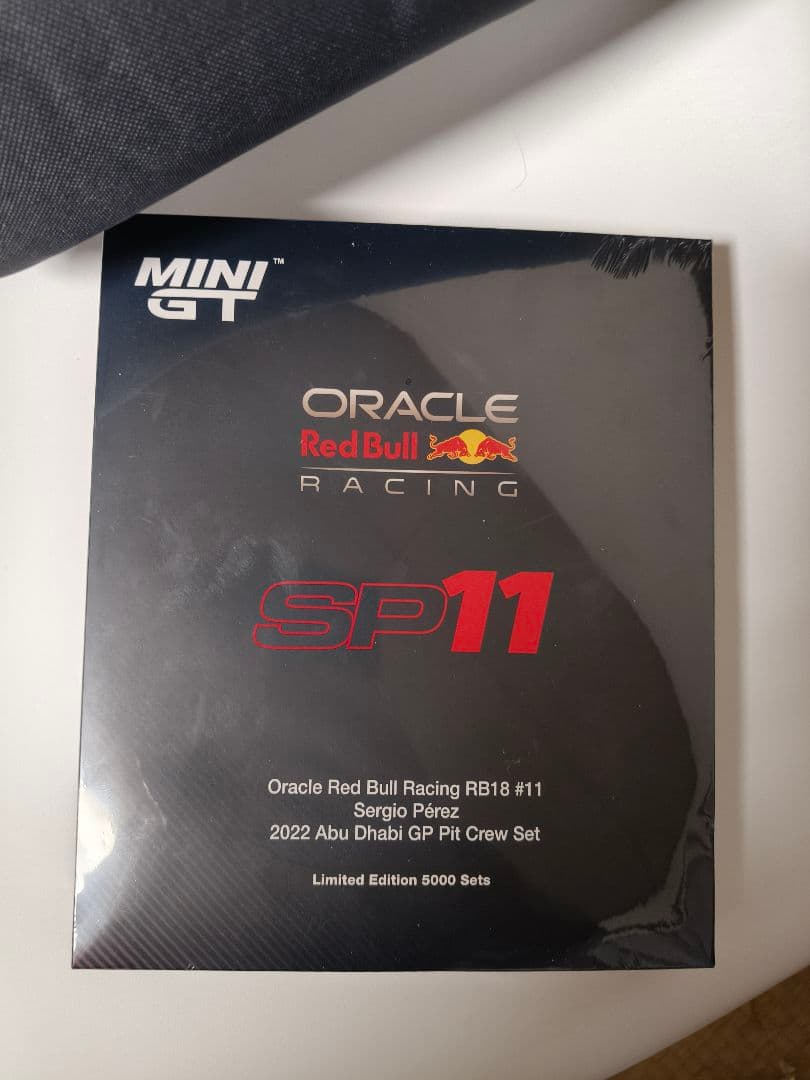 MINI™
GT
ORACLE
Red Bull
RACING
SP11
Oracle Red Bull Racing RB18 #11
Sergio Pérez
2022 Abu Dhabi GP Pit Crew Set
Limited Edition 5000 Sets